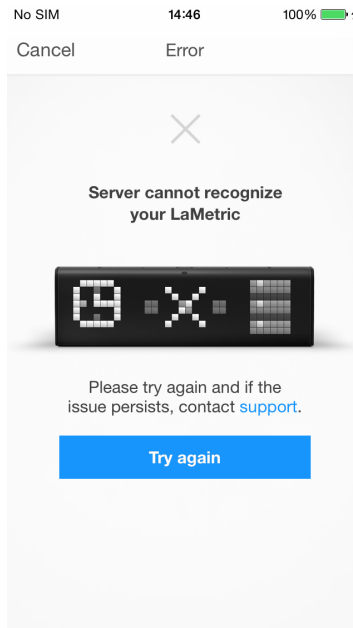 No SIM 14:46 100%
Cancel Error
Server cannot recognize
your LaMetric
Please try again and if the
issue persists, contact support.
Try again